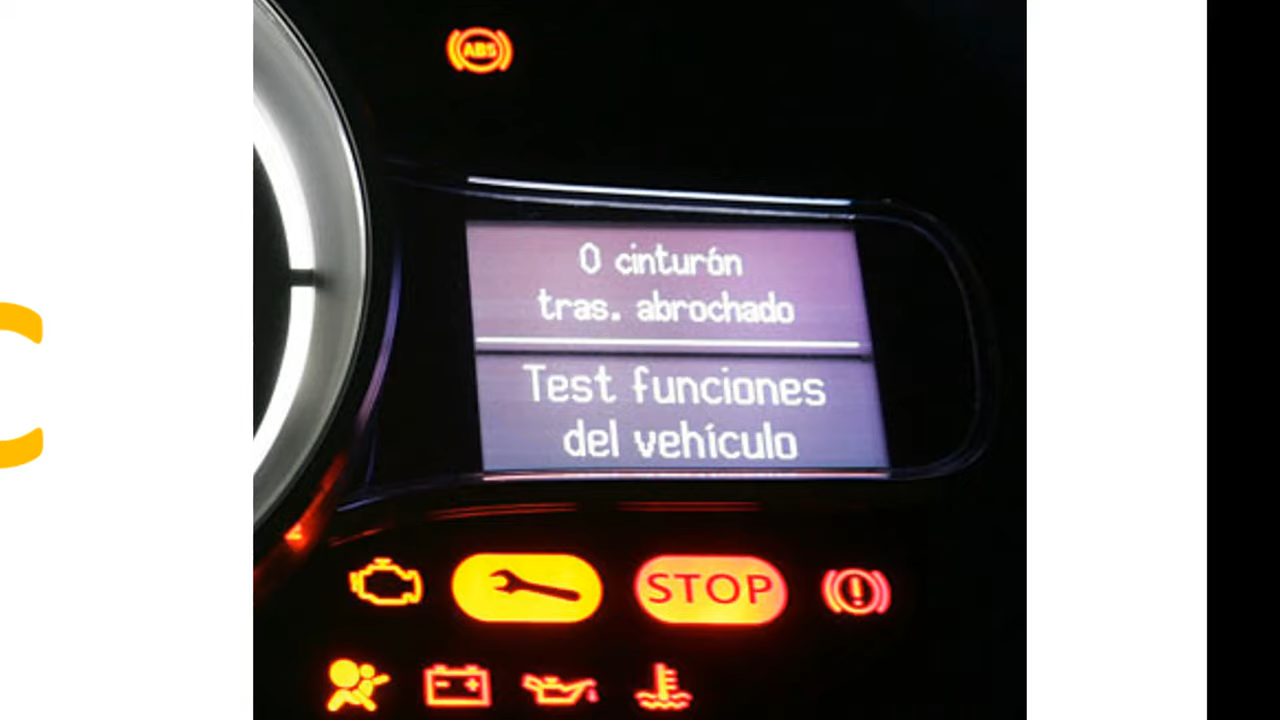 ABS
0 cinturón
tras. abrochado
Test funciones
del vehículo
STOP